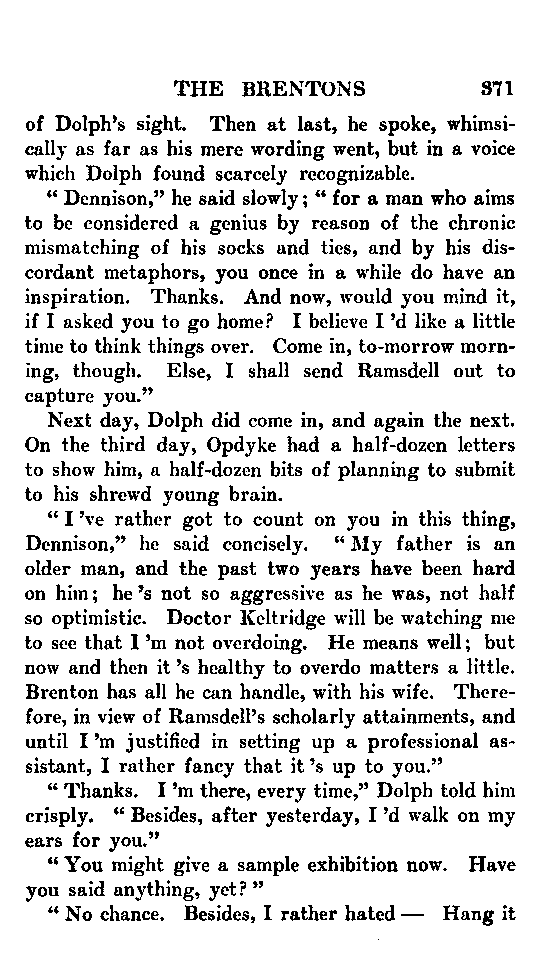 THE BRENTONS 371
of Dolph's sight. Then at last, he spoke, whimsi-
cally as far as his mere wording went, but in a voice
which Dolph found scarcely recognizable.
" Dennison," he said slowly; " for a man who aims
to be considered a genius by reason of the chronic
mismatching of his socks and ties, and by his dis-
cordant metaphors, you once in a while do have an
inspiration. Thanks. And now, would you mind it,
if I asked you to go home? I believe I 'd like a little
time to think things over. Come in, to-morrow morn-
ing, though. Else, I shall send Ramsdell out to
capture you."
Next day, Dolph did come in, and again the next.
On the third day, Opdyke had a half-dozen letters
to show him, a half-dozen bits of planning to submit
to his shrewd young brain.
" I 've rather got to count on you in this thing,
Dennison," he said concisely. " My father is an
older man, and the past two years have been hard
on him; he 's not so aggressive as he was, not half
so optimistic. Doctor Keltridge will be watching me
to see that I 'm not overdoing. He means well; but
now and then it 's healthy to overdo matters a little.
Brenton has all he can handle, with his wife. There-
fore, in view of Ramsdell's scholarly attainments, and
until I 'm justified in setting up a professional as-
sistant, I rather fancy that it 's up to you."
" Thanks. I 'm there, every time," Dolph told him
crisply. " Besides, after yesterday, I 'd walk on my
ears for you."
" You might give a sample exhibition now. Have
you said anything, yet? "
" No chance. Besides, I rather hated — Hang it